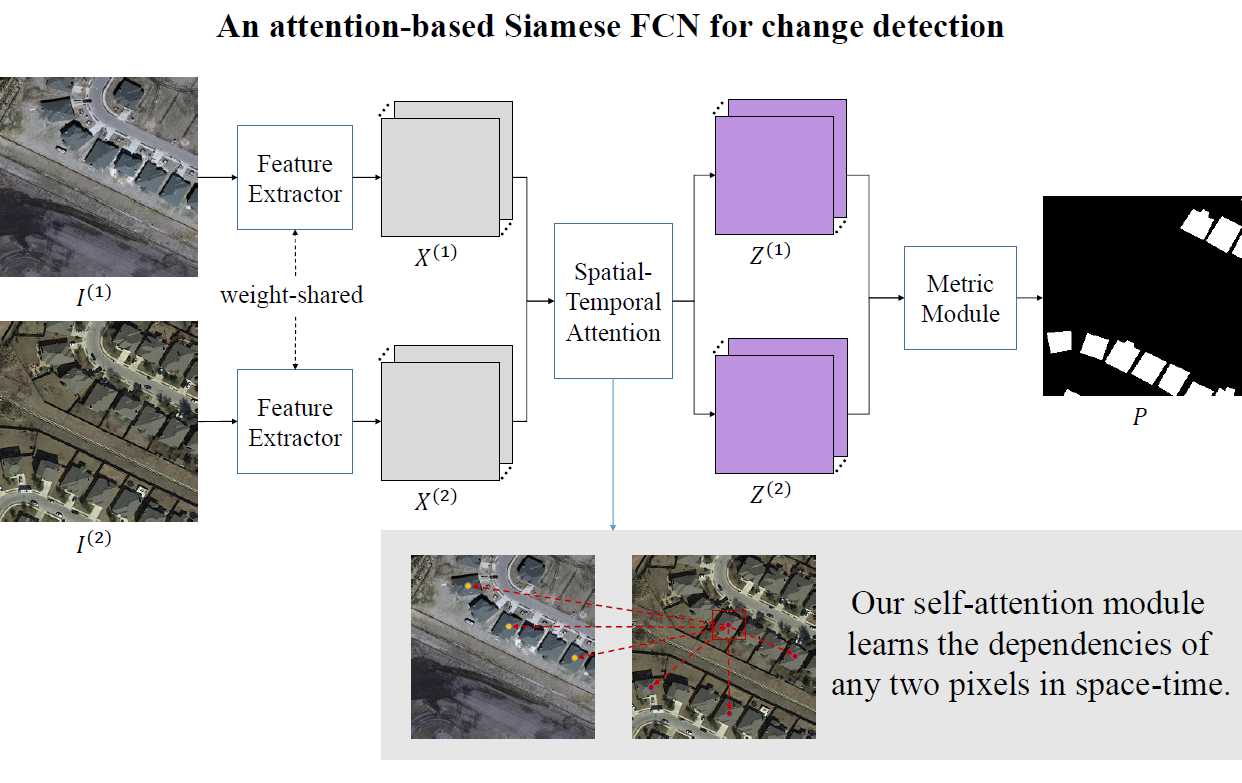 An attention-based Siamese FCN for change detection
Feature
Extractor
X⁽¹⁾
I⁽¹⁾
weight-shared
Feature
Extractor
X⁽²⁾
I⁽²⁾
Spatial-
Temporal
Attention
Z⁽¹⁾
Z⁽²⁾
Metric
Module
P
Our self-attention module
learns the dependencies of
any two pixels in space-time.